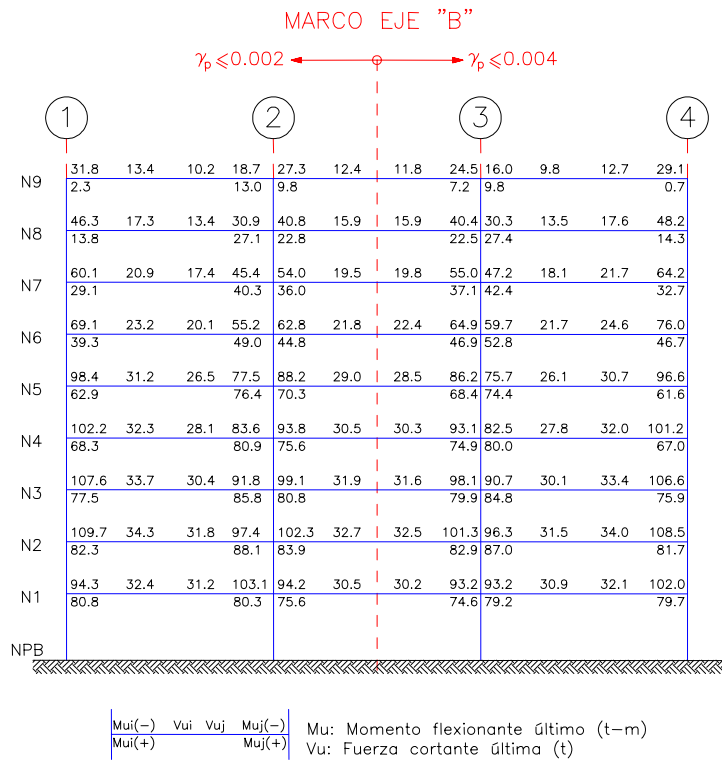 MARCO EJE "B"
γp≤0.002 γp≤0.004
1 2 3 4
31.8 13.4 10.2 18.7 27.3 12.4 11.8 24.5 16.0 9.8 12.7 29.1
N9
2.3 13.0 9.8 7.2 9.8 0.7
46.3 17.3 13.4 30.9 40.8 15.9 15.9 40.4 30.3 13.5 17.6 48.2
N8
13.8 27.1 22.8 22.5 27.4 14.3
60.1 20.9 17.4 45.4 54.0 19.5 19.8 55.0 47.2 18.1 21.7 64.2
N7
29.1 40.3 36.0 37.1 42.4 32.7
69.1 23.2 20.1 55.2 62.8 21.8 22.4 64.9 59.7 21.7 24.6 76.0
N6
39.3 49.0 44.8 46.9 52.8 46.7
98.4 31.2 26.5 77.5 88.2 29.0 28.5 86.2 75.7 26.1 30.7 96.6
N5
62.9 76.4 70.3 68.4 74.4 61.6
102.2 32.3 28.1 83.6 93.8 30.5 30.3 93.1 82.5 27.8 32.0 101.2
N4
68.3 80.9 75.6 74.9 80.0 67.0
107.6 33.7 30.4 91.8 99.1 31.9 31.6 98.1 90.7 30.1 33.4 106.6
N3
77.5 85.8 80.8 79.9 84.8 75.9
109.7 34.3 31.8 97.4 102.3 32.7 32.5 101.3 96.3 31.5 34.0 108.5
N2
82.3 88.1 83.9 82.9 87.0 81.7
94.3 32.4 31.2 103.1 94.2 30.5 30.2 93.2 93.2 30.9 32.1 102.0
N1
80.8 80.3 75.6 74.6 79.2 79.7
NPB
Mui(-) Vui Vuj Muj(-)
Mui(+) Muj(+)
Mu: Momento flexionante último (t-m)
Vu: Fuerza cortante última (t)